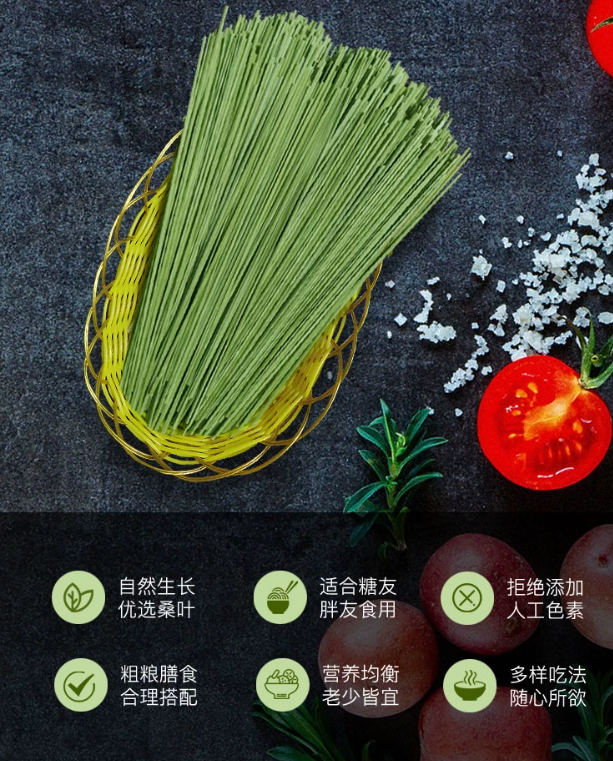 自然生长
优选桑叶
适合糖友
胖友食用
拒绝添加
人工色素
粗粮膳食
合理搭配
营养均衡
老少皆宜
多样吃法
随心所欲